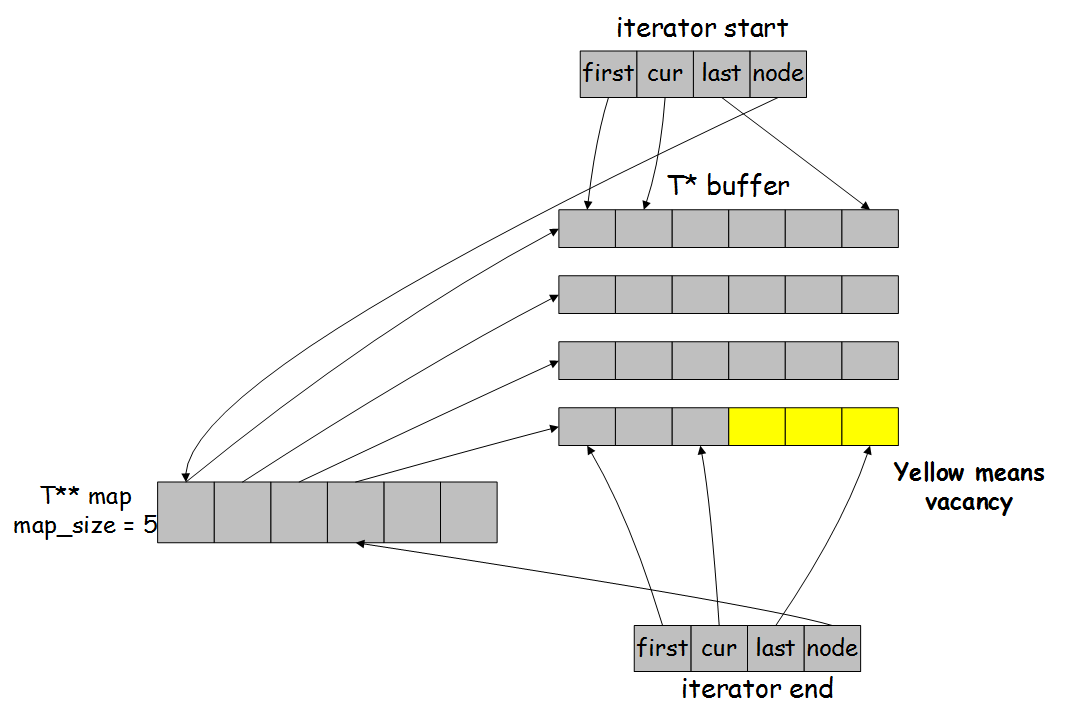 iterator start
first cur last node
T* buffer
Yellow means
vacancy
T** map
map_size = 5
first cur last node
iterator end